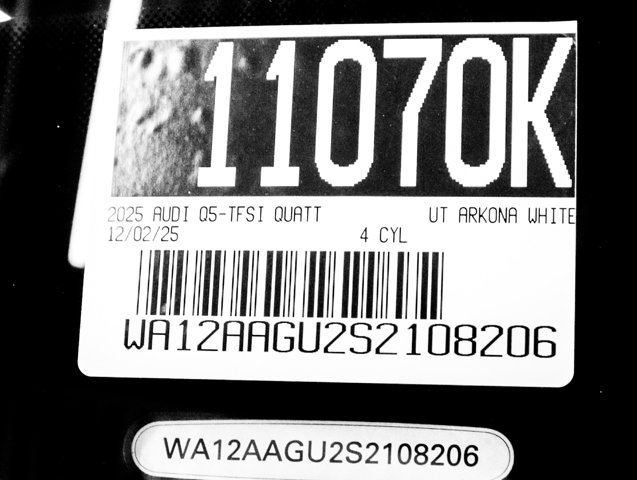 11070K
2025 AUDI Q5-TFSI QUATT UT ARKONA WHITE
12/02/25 4 CYL
WA12AAGU2S2108206
WA12AAGU2S2108206